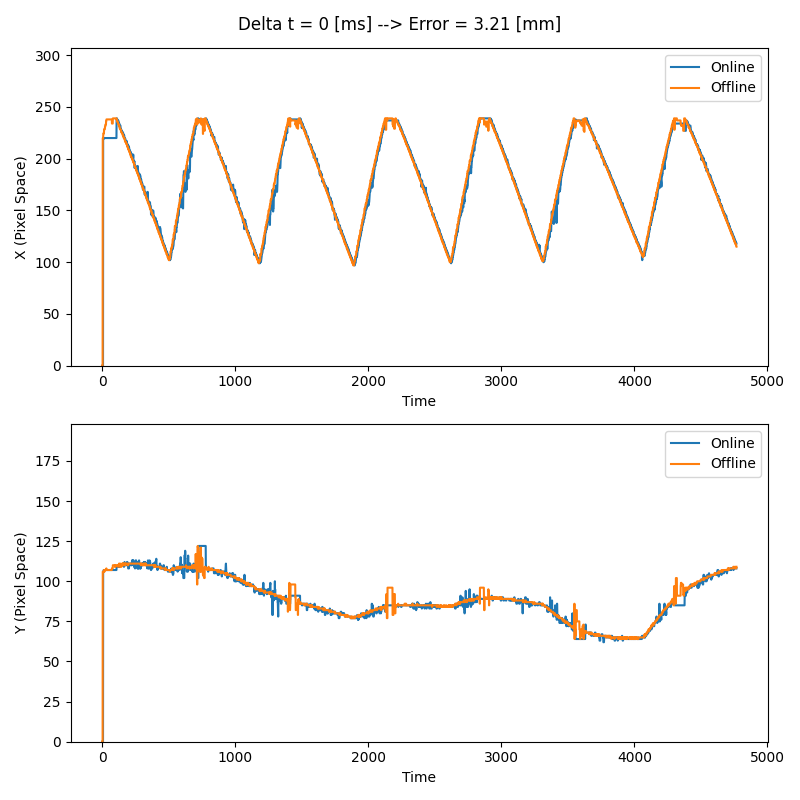 Delta t = 0 [ms] --> Error = 3.21 [mm]
300
250
200
150
100
50
0
X (Pixel Space)
Online
Offline
0 1000 2000 3000 4000 5000
Time
175
150
125
100
75
50
25
0
Y (Pixel Space)
Online
Offline
0 1000 2000 3000 4000 5000
Time